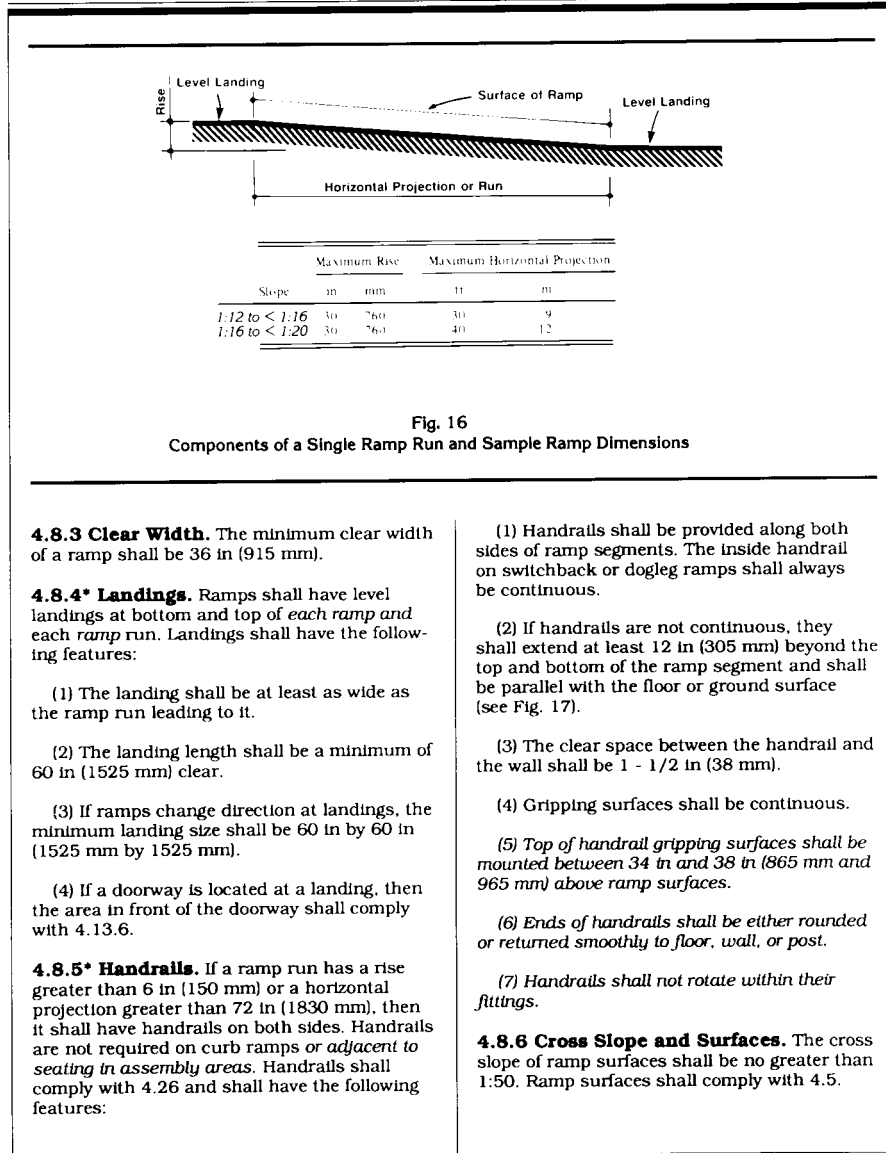 Level Landing
Rise
Surface of Ramp
Level Landing
Horizontal Projection or Run
Maximum Rise Maximum Horizontal Projection
Slope in mm ft m
1:12 to < 1:16 30 760 30 9
1:16 to < 1:20 30 760 40 12
Fig. 16
Components of a Single Ramp Run and Sample Ramp Dimensions
4.8.3 Clear Width. The minimum clear width
of a ramp shall be 36 in (915 mm).
4.8.4* Landings. Ramps shall have level
landings at bottom and top of each ramp and
each ramp run. Landings shall have the follow-
ing features:
(1) The landing shall be at least as wide as
the ramp run leading to it.
(2) The landing length shall be a minimum of
60 in (1525 mm) clear.
(3) If ramps change direction at landings, the
minimum landing size shall be 60 in by 60 in
(1525 mm by 1525 mm).
(4) If a doorway is located at a landing, then
the area in front of the doorway shall comply
with 4.13.6.
4.8.5* Handrails. If a ramp run has a rise
greater than 6 in (150 mm) or a horizontal
projection greater than 72 in (1830 mm), then
it shall have handrails on both sides. Handrails
are not required on curb ramps or adjacent to
seating in assembly areas. Handrails shall
comply with 4.26 and shall have the following
features:
(1) Handrails shall be provided along both
sides of ramp segments. The inside handrail
on switchback or dogleg ramps shall always
be continuous.
(2) If handrails are not continuous, they
shall extend at least 12 in (305 mm) beyond the
top and bottom of the ramp segment and shall
be parallel with the floor or ground surface
(see Fig. 17).
(3) The clear space between the handrail and
the wall shall be 1 - 1/2 in (38 mm).
(4) Gripping surfaces shall be continuous.
(5) Top of handrail gripping surfaces shall be
mounted between 34 in and 38 in (865 mm and
965 mm) above ramp surfaces.
(6) Ends of handrails shall be either rounded
or returned smoothly to floor, wall, or post.
(7) Handrails shall not rotate within their
fittings.
4.8.6 Cross Slope and Surfaces. The cross
slope of ramp surfaces shall be no greater than
1:50. Ramp surfaces shall comply with 4.5.